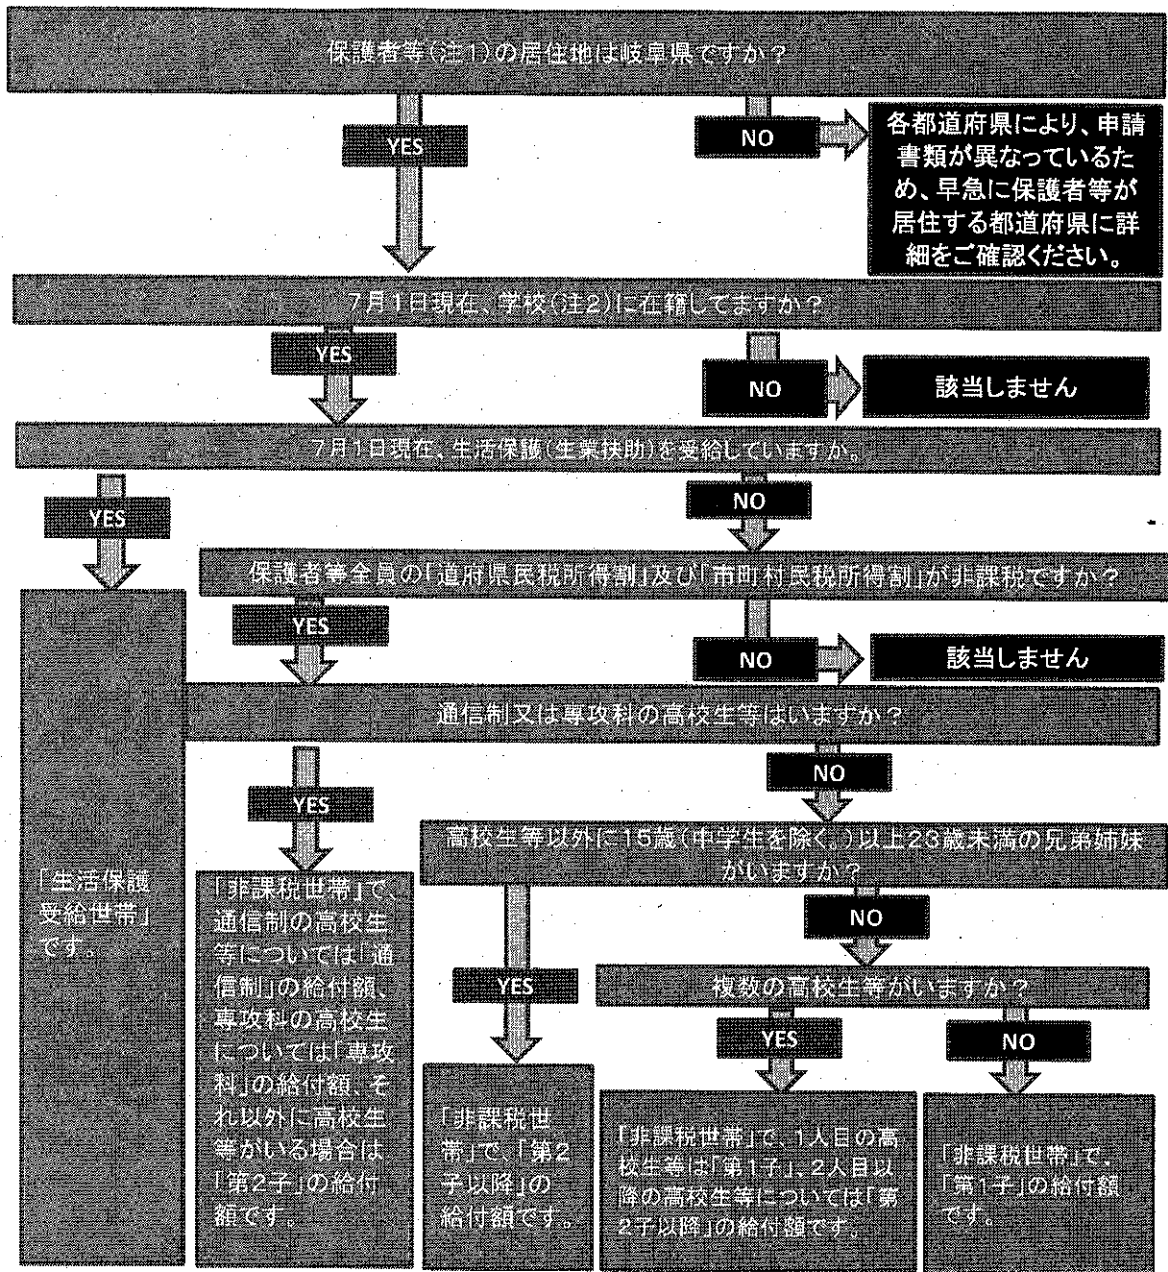 保護者等(注1)の居住地は岐阜県ですか？
YES
NO
各都道府県により、申請
書類が異なっているた
め、早急に保護者等が
居住する都道府県に詳
細をご確認ください。
7月1日現在、学校(注2)に在籍してますか？
YES
NO
該当しません
7月1日現在、生活保護(生業扶助)を受給していますか。
YES
NO
保護者等全員の「道府県民税所得割」及び「市町村民税所得割」が非課税ですか？
YES
NO
該当しません
通信制又は専攻科の高校生等はいますか？
YES
NO
高校生等以外に15歳(中学生を除く。)以上23歳未満の兄弟姉妹
がいますか？
YES
NO
複数の高校生等がいますか？
YES
NO
「生活保護
受給世帯」
です。
「非課税世帯」で、
通信制の高校生
等については「通
信制」の給付額、
専攻科の高校生
については「専攻
科」の給付額、そ
れ以外に高校生
等がいる場合は
「第2子」の給付
額です。
「非課税世
帯」で、「第2
子以降」の
給付額です。
「非課税世帯」で、1人目の高
校生等は「第1子」、2人目以
降の高校生等については「第
2子以降」の給付額です。
「非課税世帯」で、
「第1子」の給付額
です。